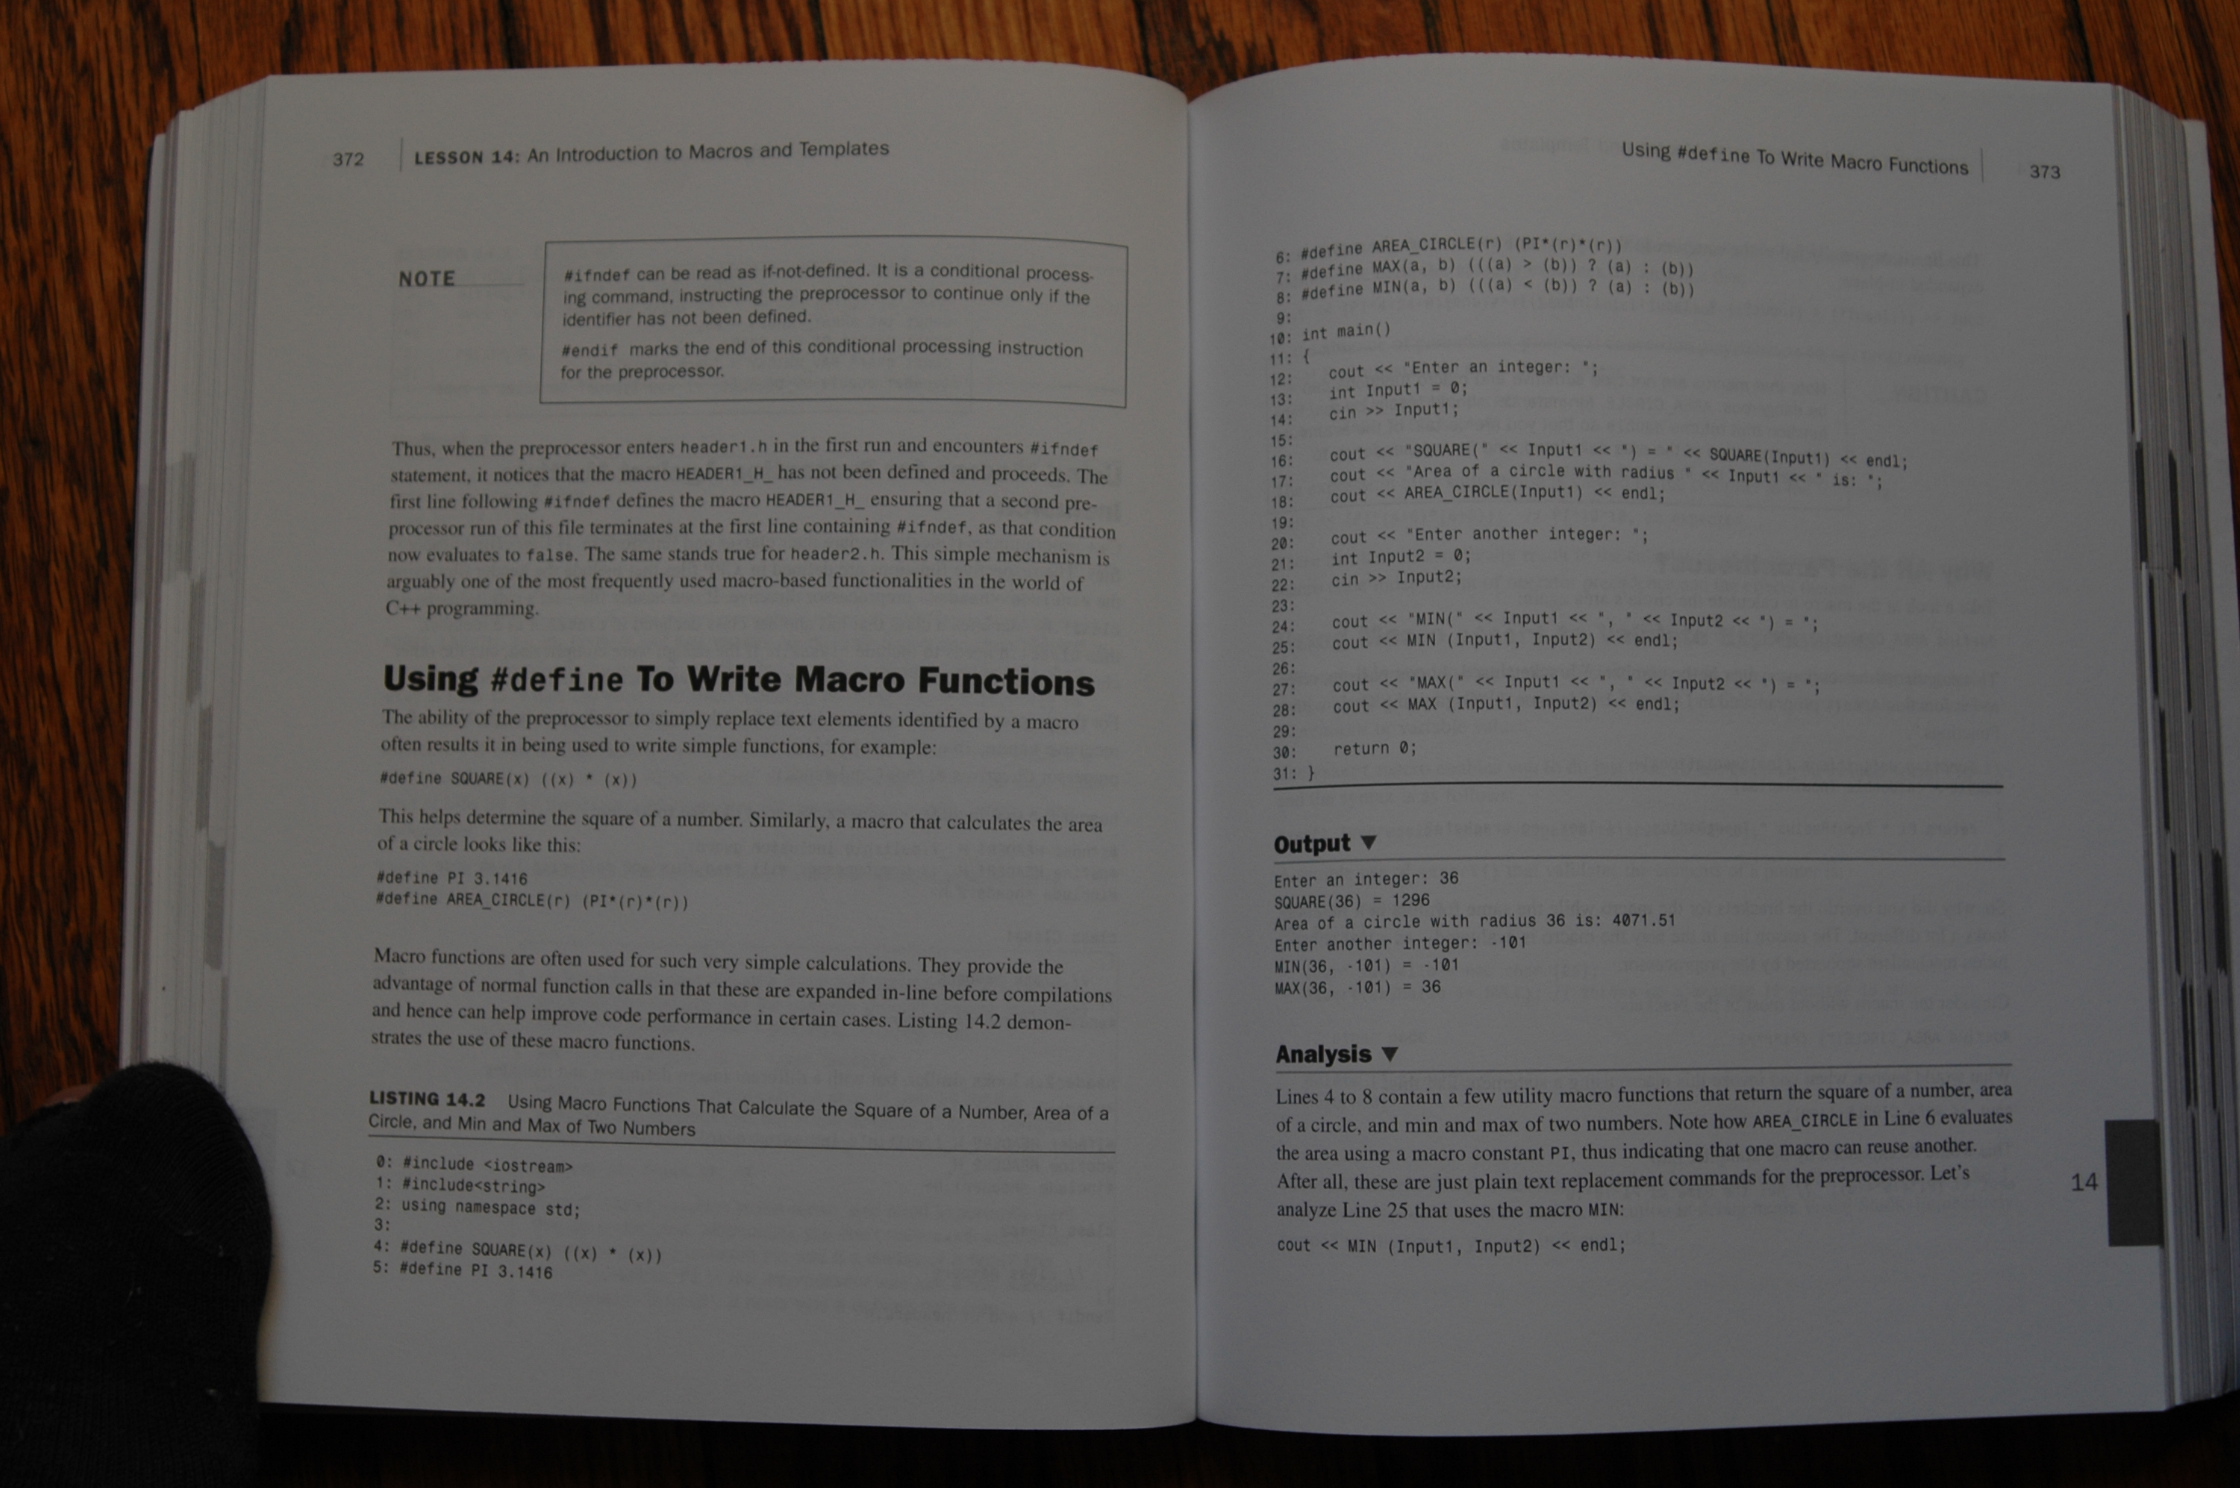 372 LESSON 14: An Introduction to Macros and Templates
NOTE
#ifndef can be read as if-not-defined. It is a conditional process-
ing command, instructing the preprocessor to continue only if the
identifier has not been defined.
#endif marks the end of this conditional processing instruction
for the preprocessor.
Thus, when the preprocessor enters header1.h in the first run and encounters #ifndef
statement, it notices that the macro HEADER1_H_ has not been defined and proceeds. The
first line following #ifndef defines the macro HEADER1_H_ ensuring that a second pre-
processor run of this file terminates at the first line containing #ifndef, as that condition
now evaluates to false. The same stands true for header2.h. This simple mechanism is
arguably one of the most frequently used macro-based functionalities in the world of
C++ programming.
Using #define To Write Macro Functions
The ability of the preprocessor to simply replace text elements identified by a macro
often results it in being used to write simple functions, for example:
#define SQUARE(x) ((x) * (x))
This helps determine the square of a number. Similarly, a macro that calculates the area
of a circle looks like this:
#define PI 3.1416
#define AREA_CIRCLE(r) (PI*(r)*(r))
Macro functions are often used for such very simple calculations. They provide the
advantage of normal function calls in that these are expanded in-line before compilations
and hence can help improve code performance in certain cases. Listing 14.2 demon-
strates the use of these macro functions.
LISTING 14.2 Using Macro Functions That Calculate the Square of a Number, Area of a
Circle, and Min and Max of Two Numbers
0: #include <iostream>
1: #include<string>
2: using namespace std;
3:
4: #define SQUARE(x) ((x) * (x))
5: #define PI 3.1416
Using #define To Write Macro Functions 373
6: #define AREA_CIRCLE(r) (PI*(r)*(r))
7: #define MAX(a, b) (((a) > (b)) ? (a) : (b))
8: #define MIN(a, b) (((a) < (b)) ? (a) : (b))
9:
10: int main()
11: {
12: cout << "Enter an integer: ";
13: int Input1 = 0;
14: cin >> Input1;
15:
16: cout << "SQUARE(" << Input1 << ") = " << SQUARE(Input1) << endl;
17: cout << "Area of a circle with radius " << Input1 << " is: ";
18: cout << AREA_CIRCLE(Input1) << endl;
19:
20: cout << "Enter another integer: ";
21: int Input2 = 0;
22: cin >> Input2;
23:
24: cout << "MIN(" << Input1 << ", " << Input2 << ") = ";
25: cout << MIN (Input1, Input2) << endl;
26:
27: cout << "MAX(" << Input1 << ", " << Input2 << ") = ";
28: cout << MAX (Input1, Input2) << endl;
29:
30: return 0;
31: }
Output ▼
Enter an integer: 36
SQUARE(36) = 1296
Area of a circle with radius 36 is: 4071.51
Enter another integer: -101
MIN(36, -101) = -101
MAX(36, -101) = 36
Analysis ▼
Lines 4 to 8 contain a few utility macro functions that return the square of a number, area
of a circle, and min and max of two numbers. Note how AREA_CIRCLE in Line 6 evaluates
the area using a macro constant PI, thus indicating that one macro can reuse another.
After all, these are just plain text replacement commands for the preprocessor. Let's
analyze Line 25 that uses the macro MIN:
cout << MIN (Input1, Input2) << endl;
14